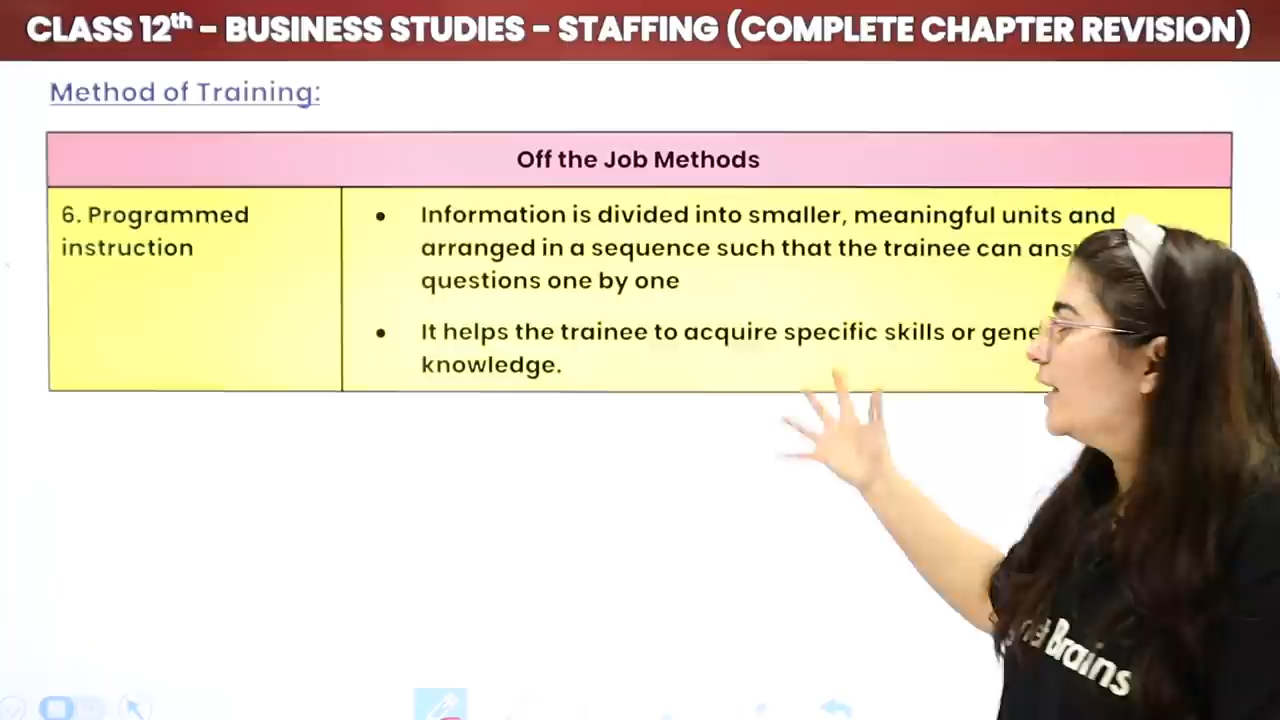 CLASS 12th - BUSINESS STUDIES - STAFFING (COMPLETE CHAPTER REVISION)
Method of Training:
Off the Job Methods
6. Programmed
instruction
• Information is divided into smaller, meaningful units and
arranged in a sequence such that the trainee can
questions one by one
• It helps the trainee to acquire specific skills or
knowledge.
Brains